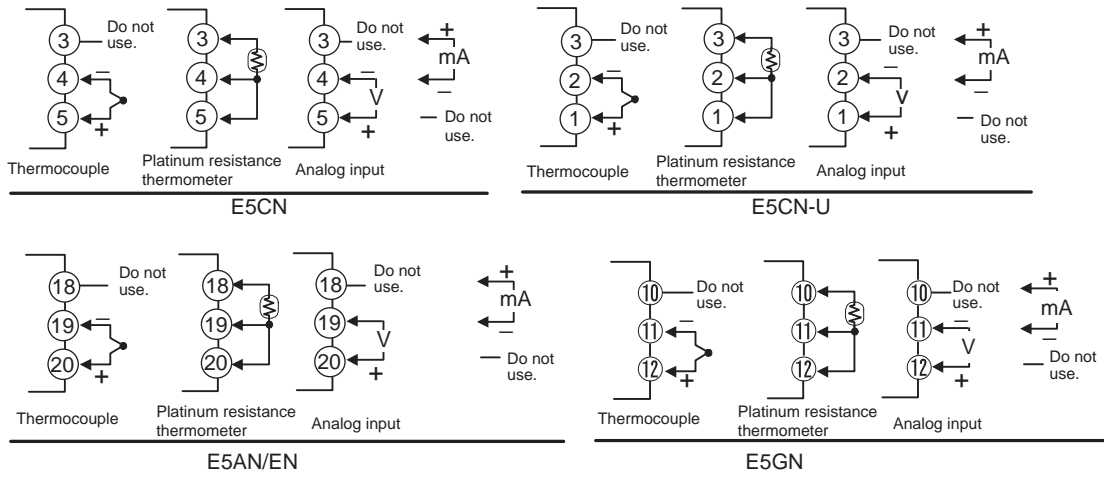 3 Do not use.
4 –
5 +
Thermocouple
3
4
5
Platinum resistance
thermometer
3 Do not use.
4 –
V
5 +
Analog input
+
mA
–
– Do not use.
E5CN
3 Do not use.
2 –
1 +
Thermocouple
3
2
1
Platinum resistance
thermometer
3 Do not use.
2 –
V
1 +
Analog input
+
mA
–
– Do not use.
E5CN-U
18 Do not use.
19 –
20 +
Thermocouple
18
19
20
Platinum resistance
thermometer
18 Do not use.
19
V
20 +
Analog input
+
mA
–
– Do not use.
E5AN/EN
10 Do not use.
11 –
12 +
Thermocouple
10
11
12
Platinum resistance
thermometer
10 Do not use.
11 –
V
12 +
Analog input
+
mA
–
– Do not use.
E5GN